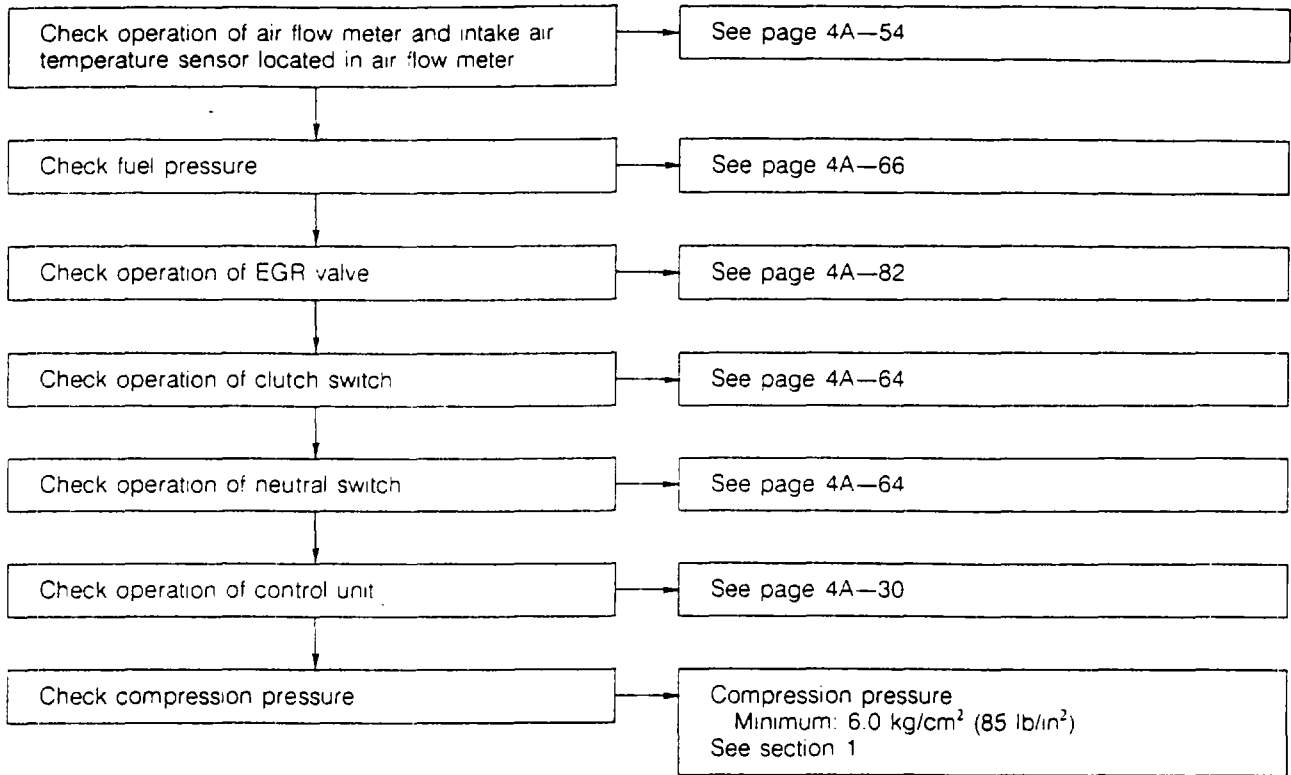 Check operation of air flow meter and intake air
temperature sensor located in air flow meter
See page 4A—54
Check fuel pressure
See page 4A—66
Check operation of EGR valve
See page 4A—82
Check operation of clutch switch
See page 4A—64
Check operation of neutral switch
See page 4A—64
Check operation of control unit
See page 4A—30
Check compression pressure
Compression pressure
Minimum: 6.0 kg/cm² (85 lb/in²)
See section 1